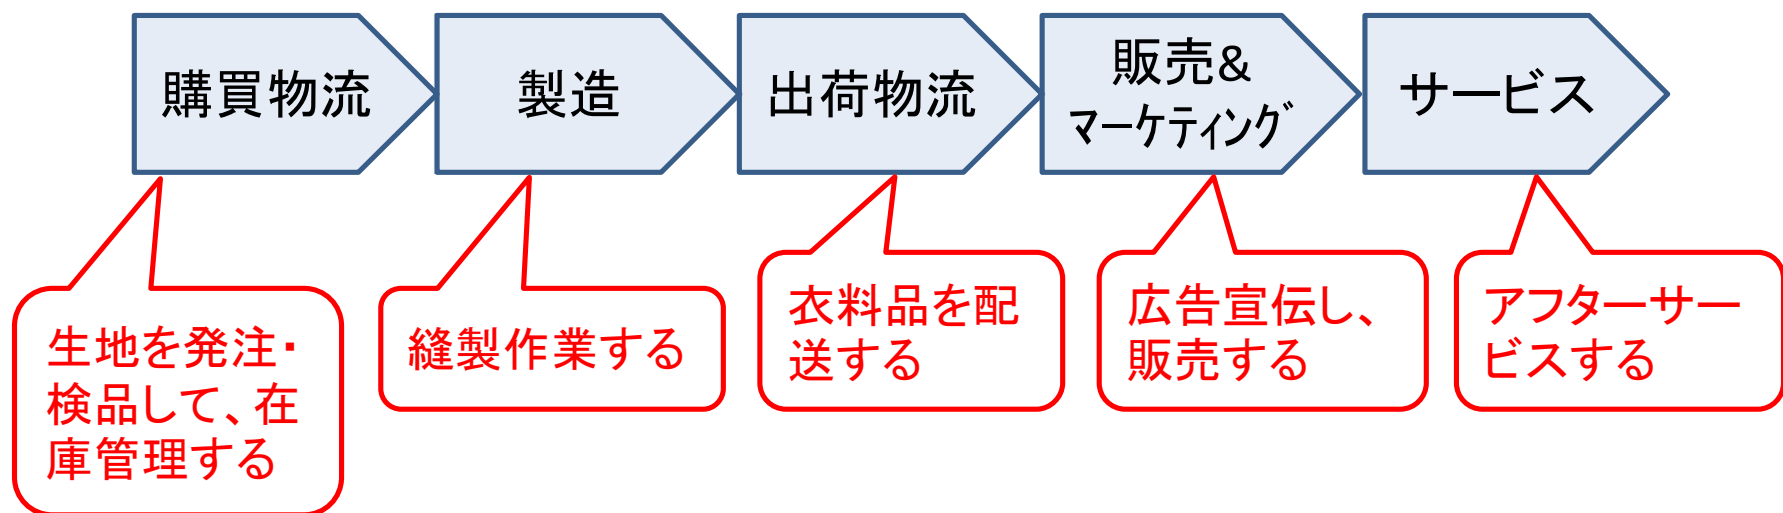 購買物流
製造
出荷物流
販売&
マーケティング
サービス
生地を発注・
検品して、在
庫管理する
縫製作業する
衣料品を配
送する
広告宣伝し、
販売する
アフターサー
ビスする